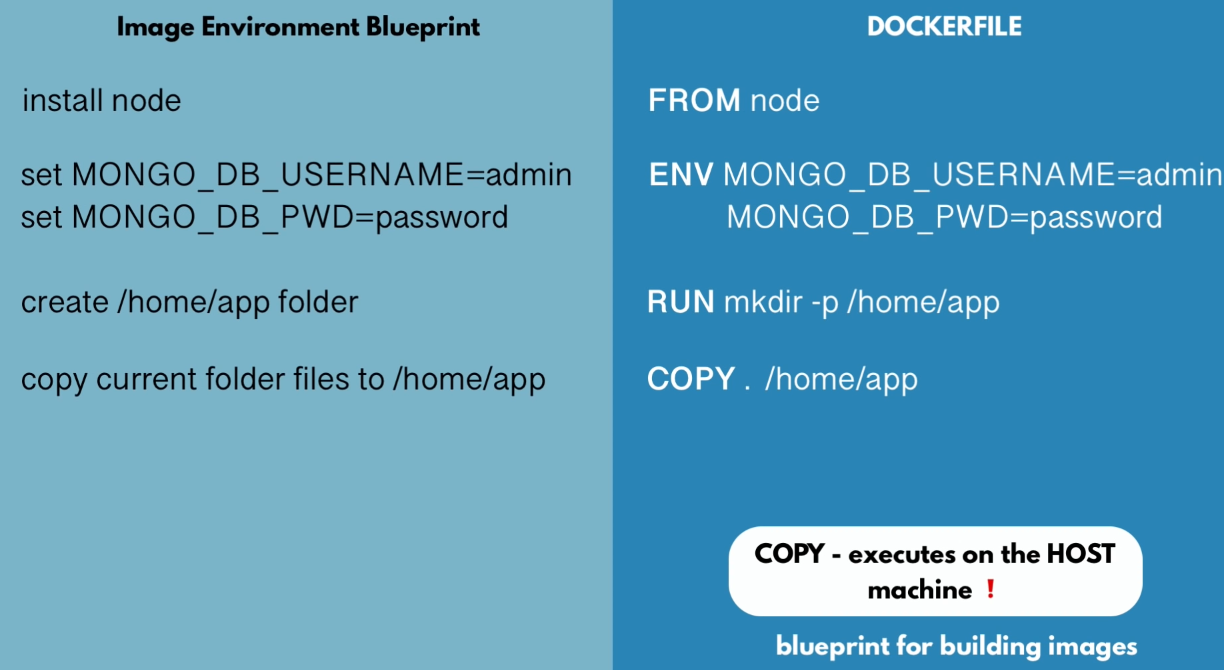 Image Environment Blueprint
install node
set MONGO_DB_USERNAME=admin
set MONGO_DB_PWD=password
create /home/app folder
copy current folder files to /home/app
DOCKERFILE
FROM node
ENV MONGO_DB_USERNAME=admin
MONGO_DB_PWD=password
RUN mkdir -p /home/app
COPY . /home/app
COPY - executes on the HOST
machine !
blueprint for building images